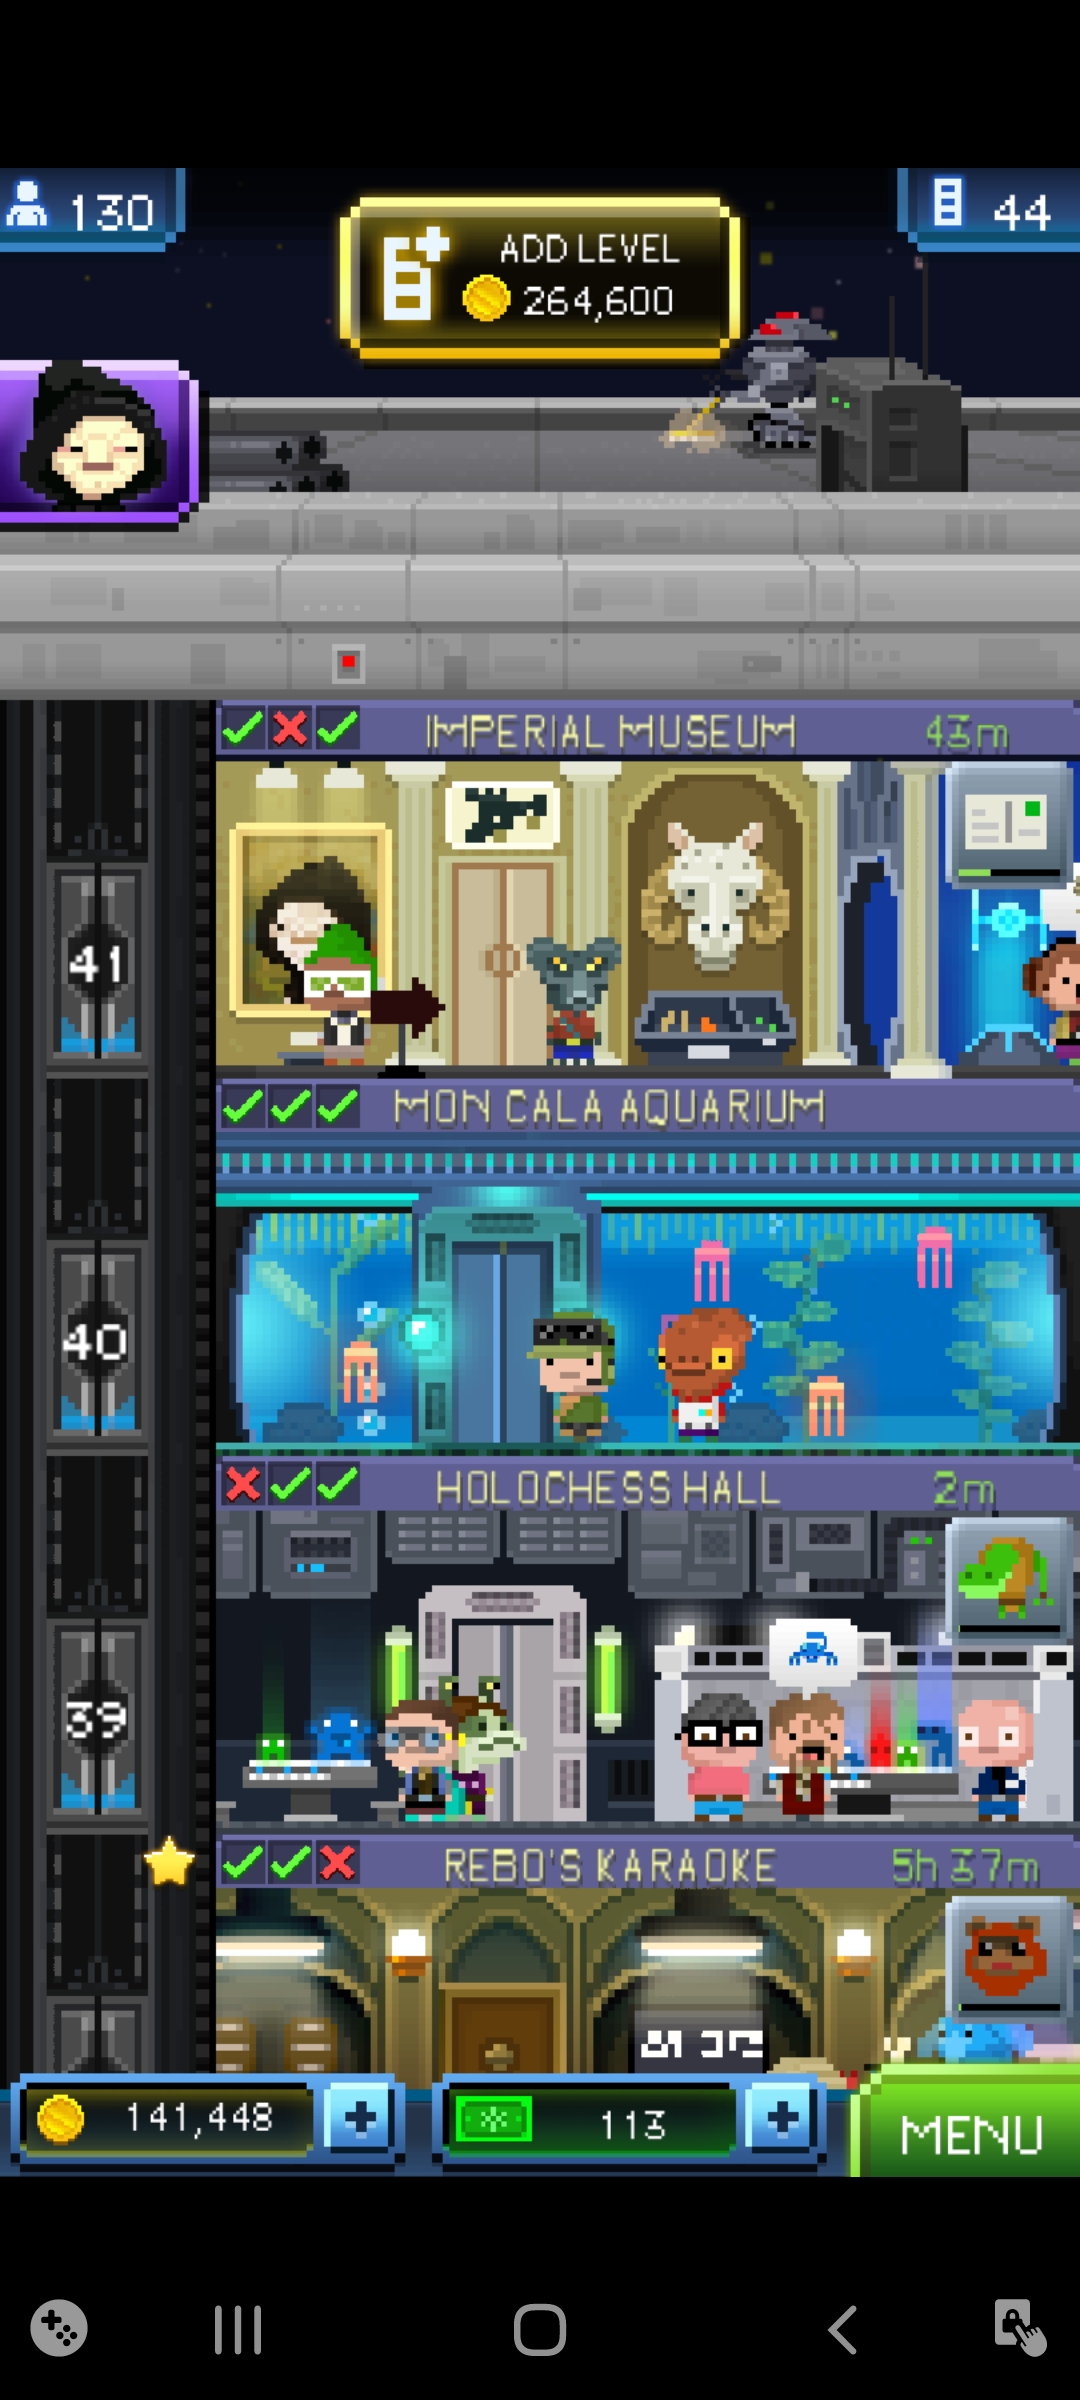 130
ADD LEVEL
264,600
44
IMPERIAL MUSEUM 43m
41
MON CALA AQUARIUM
40
HOLOCHESS HALL 2m
39
REBO'S KARAOKE 5h 37m
141,448
113
MENU